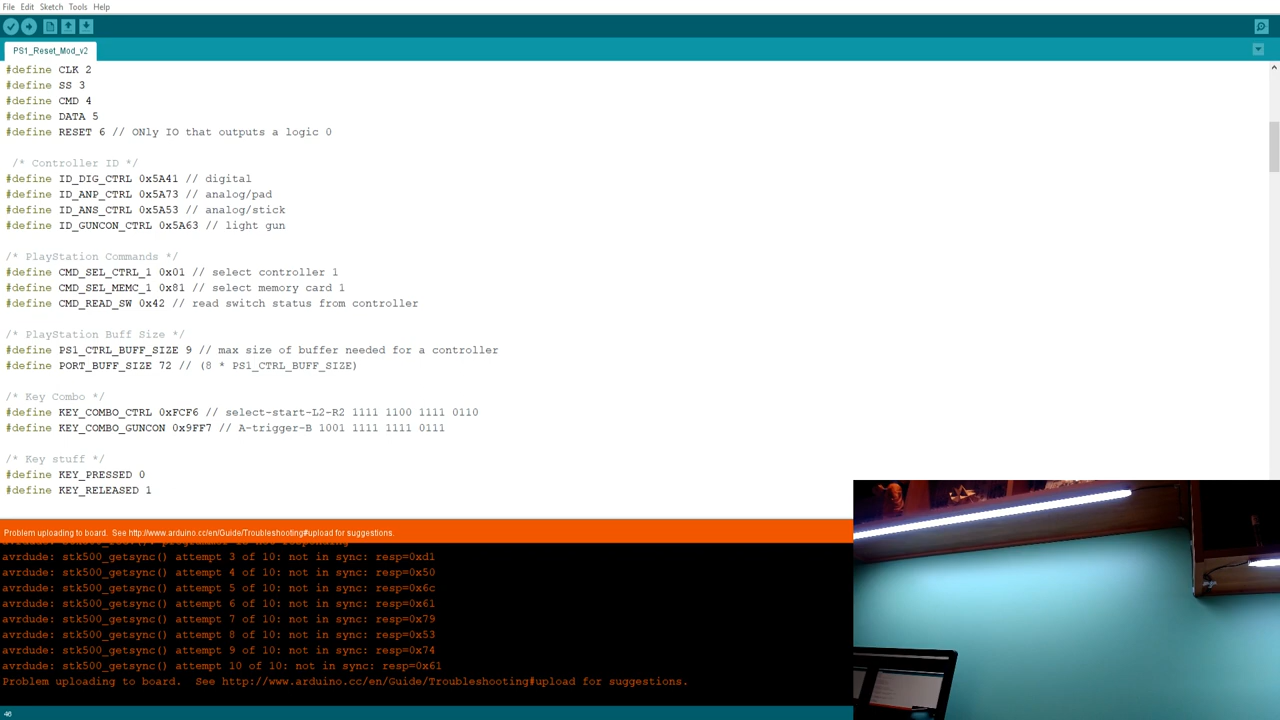 File Edit Sketch Tools Help
PS1_Reset_Mod_v2
#define CLK 2
#define SS 3
#define CMD 4
#define DATA 5
#define RESET 6 // ONly IO that outputs a logic 0
/* Controller ID */
#define ID_DIG_CTRL 0x5A41 // digital
#define ID_ANP_CTRL 0x5A73 // analog/pad
#define ID_ANS_CTRL 0x5A53 // analog/stick
#define ID_GUNCON_CTRL 0x5A63 // light gun
/* PlayStation Commands */
#define CMD_SEL_CTRL_1 0x01 // select controller 1
#define CMD_SEL_MEMC_1 0x81 // select memory card 1
#define CMD_READ_SW 0x42 // read switch status from controller
/* PlayStation Buff Size */
#define PS1_CTRL_BUFF_SIZE 9 // max size of buffer needed for a controller
#define PORT_BUFF_SIZE 72 // (8 * PS1_CTRL_BUFF_SIZE)
/* Key Combo */
#define KEY_COMBO_CTRL 0xFCF6 // select-start-L2-R2 1111 1100 1111 0110
#define KEY_COMBO_GUNCON 0x9FF7 // A-trigger-B 1001 1111 1111 0111
/* Key stuff */
#define KEY_PRESSED 0
#define KEY_RELEASED 1
Problem uploading to board. See http://www.arduino.cc/en/Guide/Troubleshooting#upload for suggestions.
avrdude: stk500_getsync() attempt 3 of 10: not in sync: resp=0xd1
avrdude: stk500_getsync() attempt 4 of 10: not in sync: resp=0x50
avrdude: stk500_getsync() attempt 5 of 10: not in sync: resp=0x6c
avrdude: stk500_getsync() attempt 6 of 10: not in sync: resp=0x61
avrdude: stk500_getsync() attempt 7 of 10: not in sync: resp=0x79
avrdude: stk500_getsync() attempt 8 of 10: not in sync: resp=0x53
avrdude: stk500_getsync() attempt 9 of 10: not in sync: resp=0x74
avrdude: stk500_getsync() attempt 10 of 10: not in sync: resp=0x61
Problem uploading to board. See http://www.arduino.cc/en/Guide/Troubleshooting#upload for suggestions.